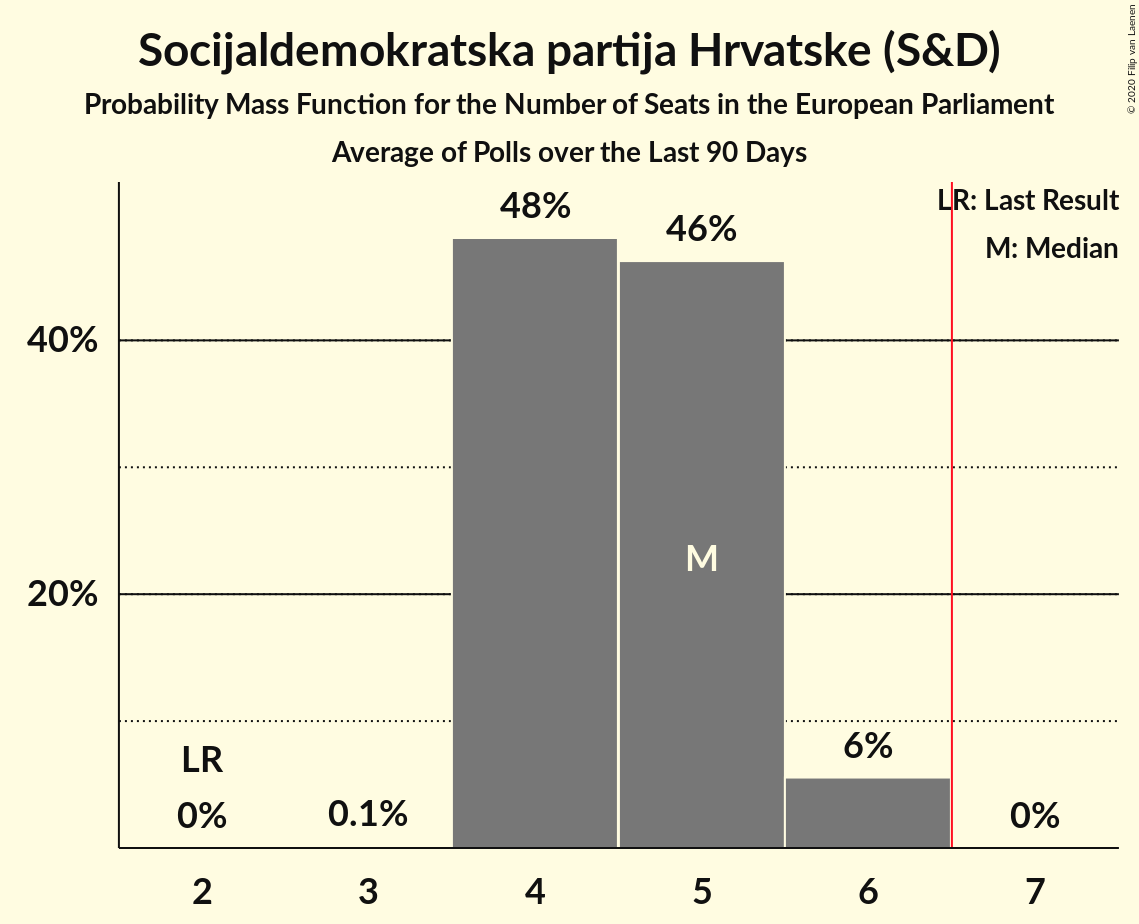 Socijaldemokratska partija Hrvatske (S&D)
Probability Mass Function for the Number of Seats in the European Parliament
Average of Polls over the Last 90 Days
© 2020 Filip van Laenen
LR: Last Result
M: Median
48%
46%
40%
M
20%
LR
6%
0%
0.1%
0%
2 3 4 5 6 7